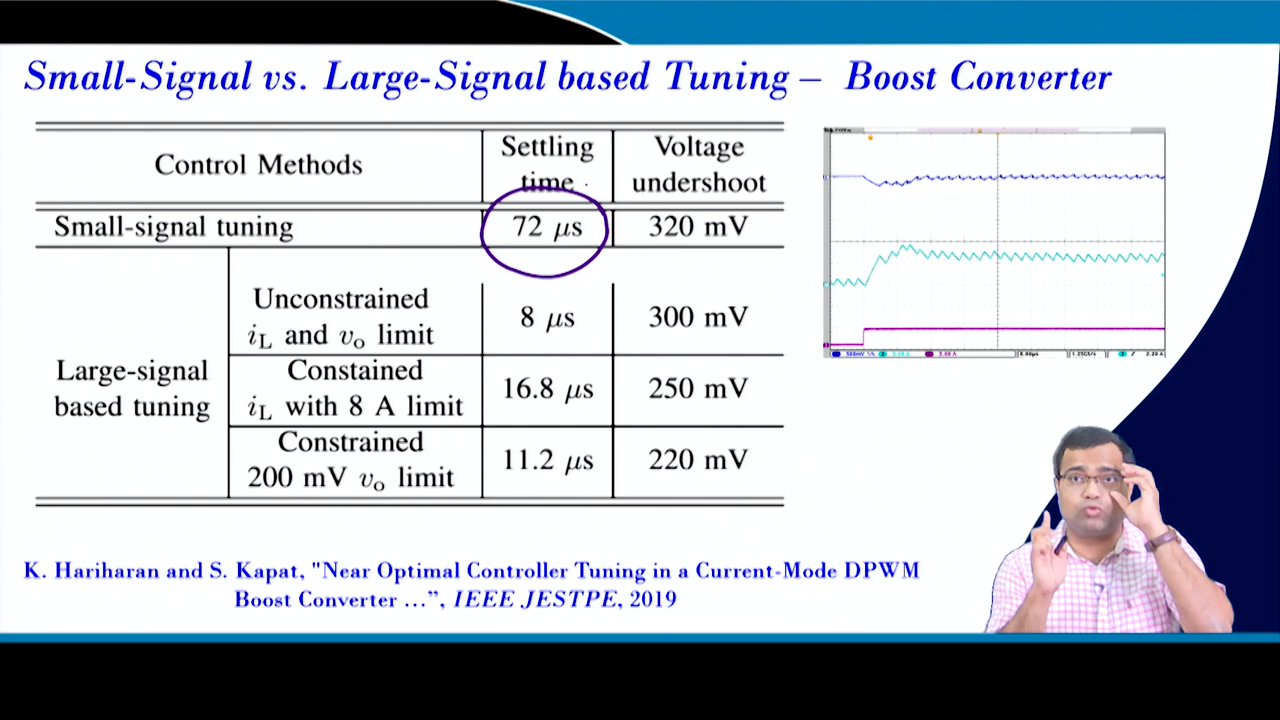 Small-Signal vs. Large-Signal based Tuning – Boost Converter
Control Methods
Settling time
Voltage undershoot
Small-signal tuning
72 μs
320 mV
Large-signal based tuning
Unconstrained
iL and vo limit
8 μs
300 mV
Constained
iL with 8 A limit
16.8 μs
250 mV
Constrained
200 mV vo limit
11.2 μs
220 mV
K. Hariharan and S. Kapat, "Near Optimal Controller Tuning in a Current-Mode DPWM
Boost Converter ...”, IEEE JESTPE, 2019